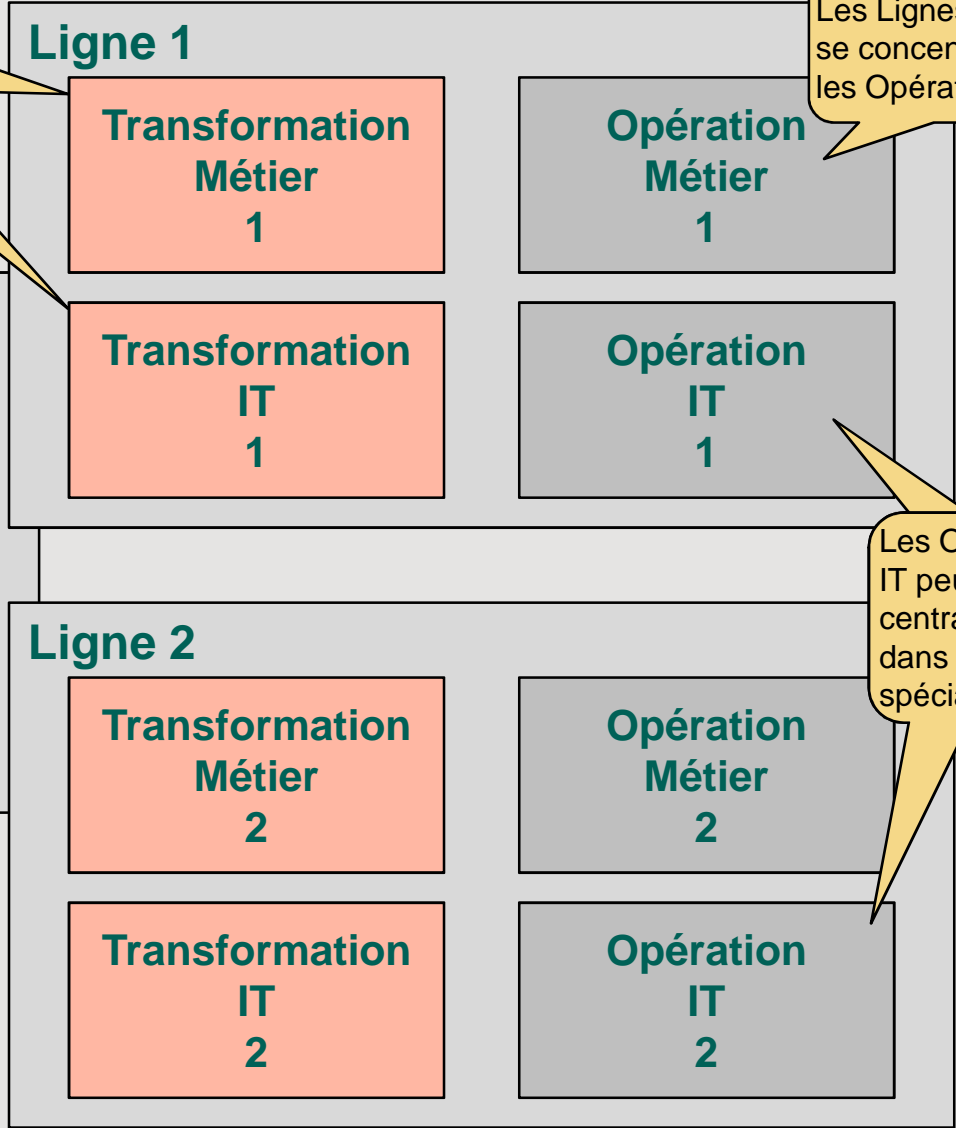 Ligne 1
Transformation
Métier
1
Opération
Métier
1
Les Lignes
se concen
les Opérat
Transformation
IT
1
Opération
IT
1
Les O
IT peu
centra
dans
spécia
Ligne 2
Transformation
Métier
2
Opération
Métier
2
Transformation
IT
2
Opération
IT
2